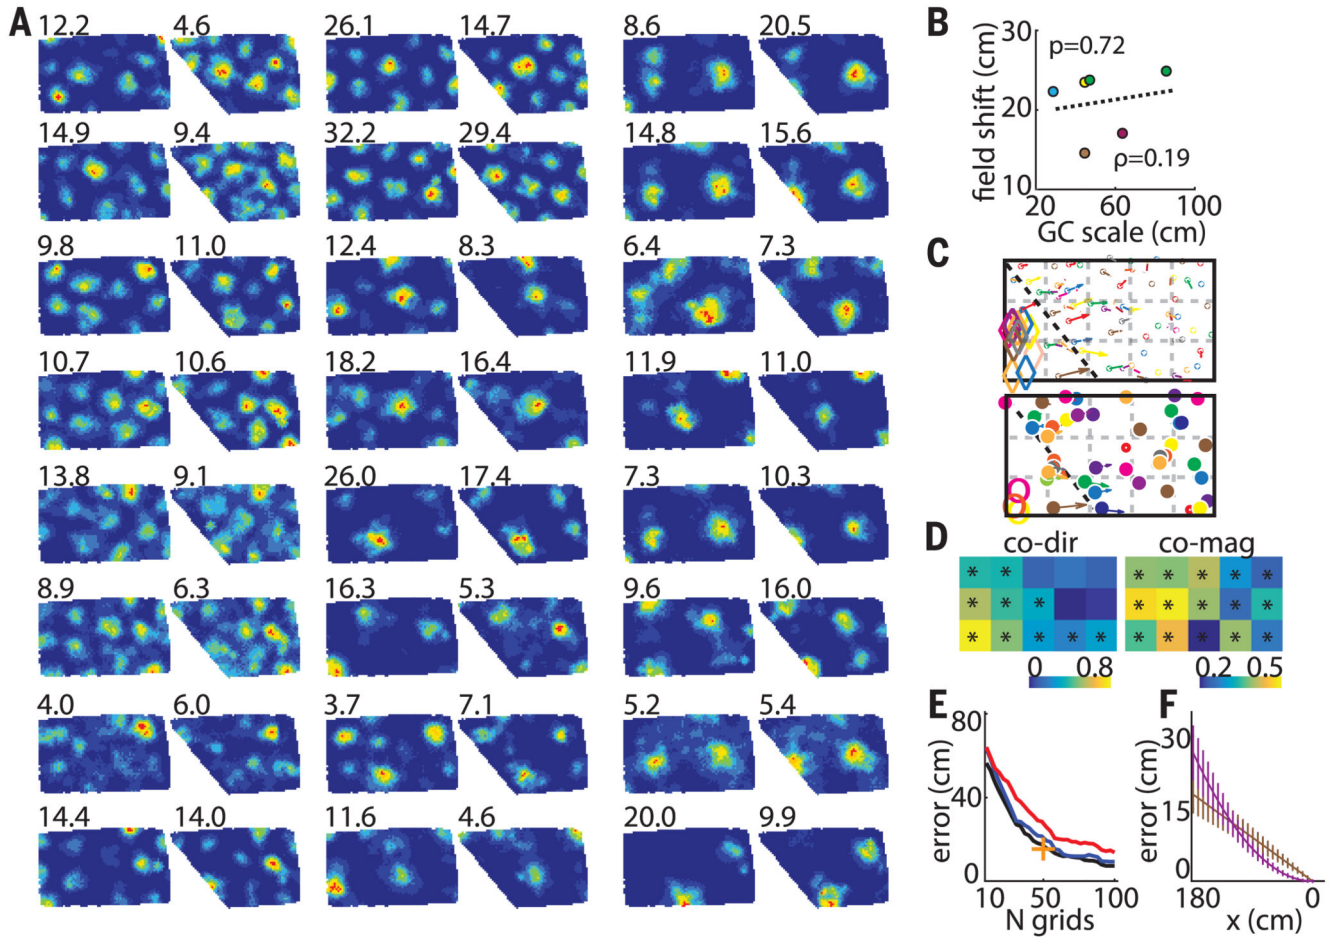 A
12.2 4.6 26.1 14.7 8.6 20.5
14.9 9.4 32.2 29.4 14.8 15.6
9.8 11.0 12.4 8.3 6.4 7.3
10.7 10.6 18.2 16.4 11.9 11.0
13.8 9.1 26.0 17.4 7.3 10.3
8.9 6.3 16.3 5.3 9.6 16.0
4.0 6.0 3.7 7.1 5.2 5.4
14.4 14.0 11.6 4.6 20.0 9.9
B
field shift (cm)
30
20
10
p=0.72
ρ=0.19
20 60 100
GC scale (cm)
C
D
co-dir co-mag
* * * * * * *
* * * * * * * *
* * * * * * * * * *
0 0.8 0.2 0.5
E
error (cm)
80
40
0
10 50 100
N grids
F
error (cm)
30
15
0
180 0
x (cm)